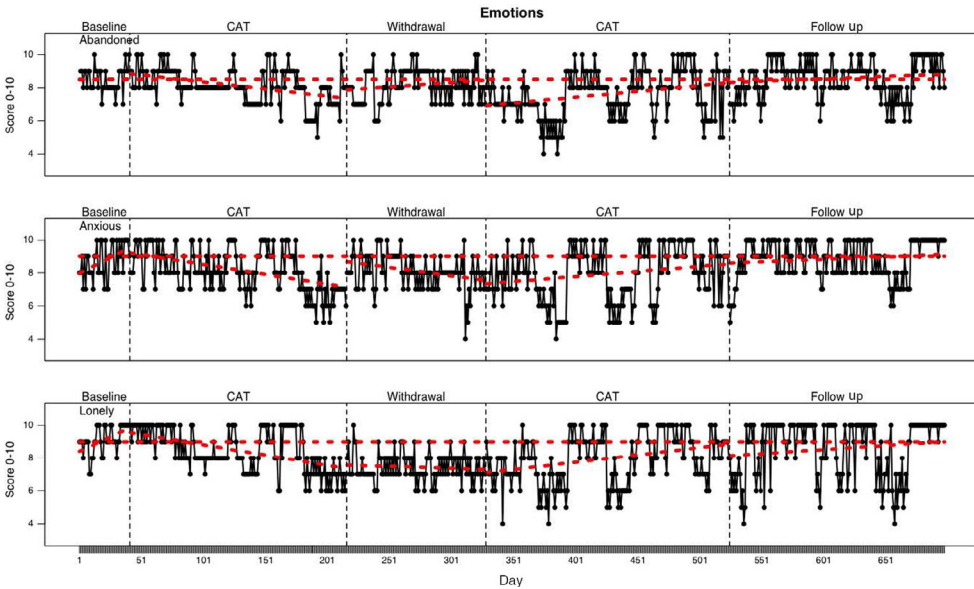 Emotions
Baseline CAT Withdrawal CAT Follow up
Abandoned
10
8
6
4
Score 0-10
Baseline CAT Withdrawal CAT Follow up
Anxious
10
8
6
4
Score 0-10
Baseline CAT Withdrawal CAT Follow up
Lonely
10
8
6
4
Score 0-10
1 51 101 151 201 251 301 351 401 451 501 551 601 651
Day